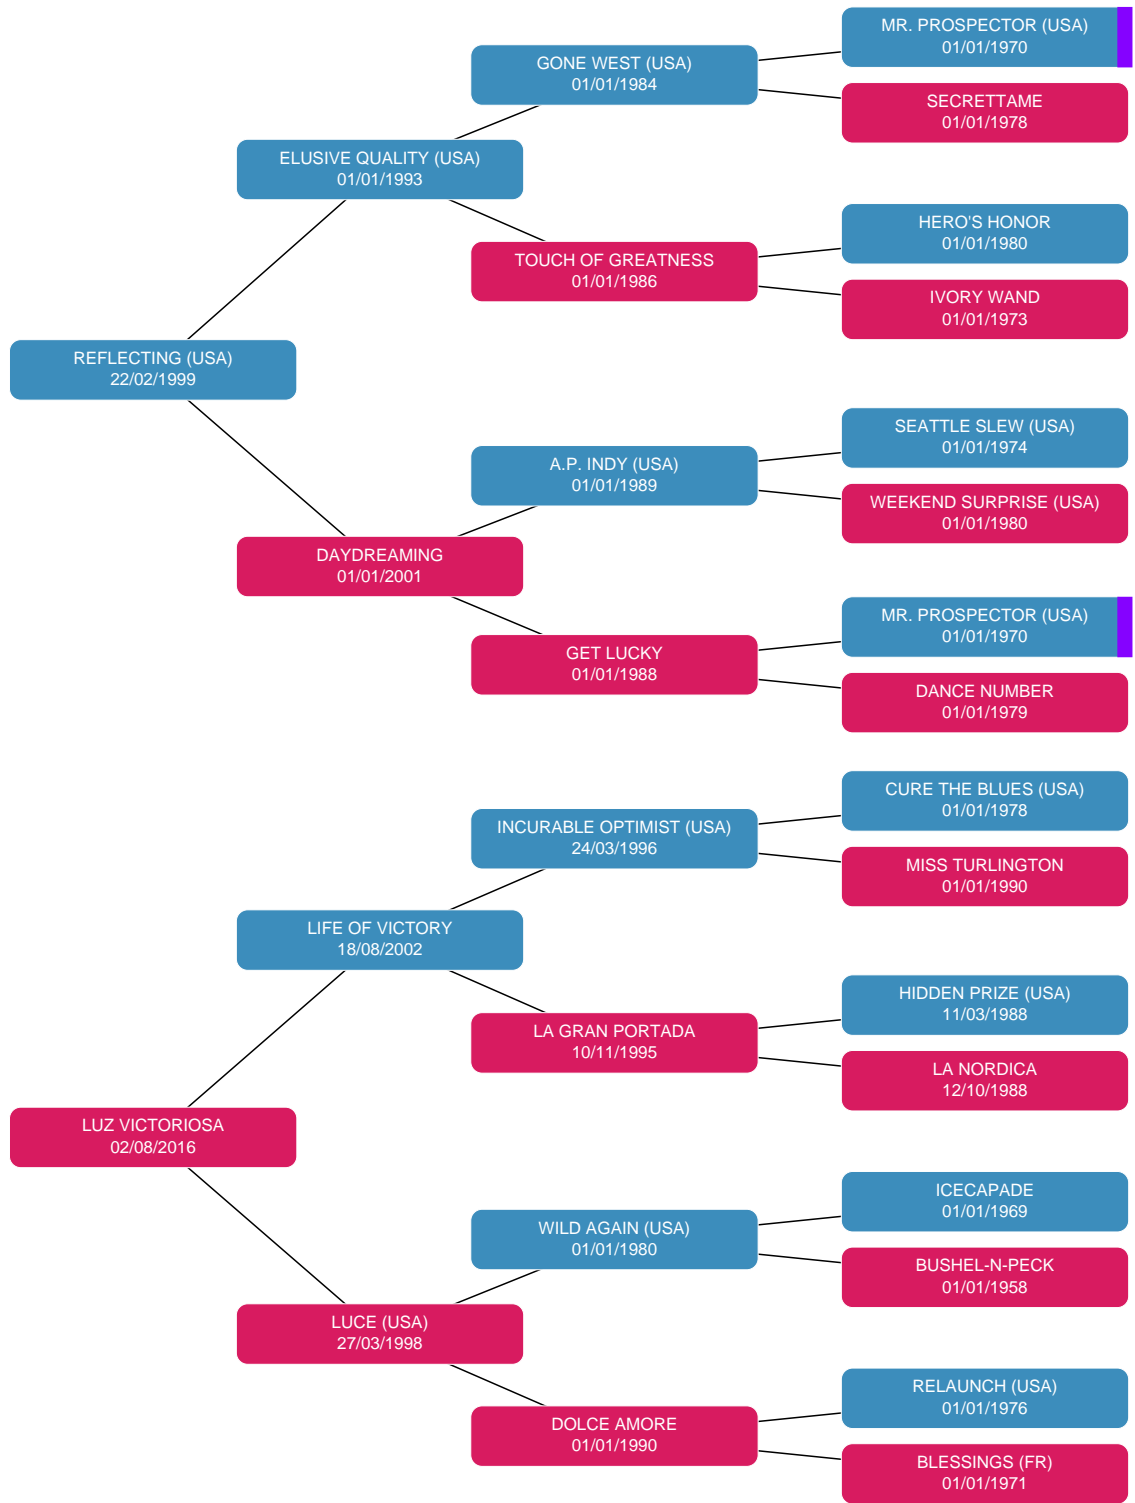 MR. PROSPECTOR (USA)
01/01/1970
GONE WEST (USA)
01/01/1984
SECRETTAME
01/01/1978
ELUSIVE QUALITY (USA)
01/01/1993
HERO'S HONOR
01/01/1980
TOUCH OF GREATNESS
01/01/1986
IVORY WAND
01/01/1973
REFLECTING (USA)
22/02/1999
SEATTLE SLEW (USA)
01/01/1974
A.P. INDY (USA)
01/01/1989
WEEKEND SURPRISE (USA)
01/01/1980
DAYDREAMING
01/01/2001
MR. PROSPECTOR (USA)
01/01/1970
GET LUCKY
01/01/1988
DANCE NUMBER
01/01/1979
CURE THE BLUES (USA)
01/01/1978
INCURABLE OPTIMIST (USA)
24/03/1996
MISS TURLINGTON
01/01/1990
LIFE OF VICTORY
18/08/2002
HIDDEN PRIZE (USA)
11/03/1988
LA GRAN PORTADA
10/11/1995
LA NORDICA
12/10/1988
LUZ VICTORIOSA
02/08/2016
ICECAPADE
01/01/1969
WILD AGAIN (USA)
01/01/1980
BUSHEL-N-PECK
01/01/1958
LUCE (USA)
27/03/1998
RELAUNCH (USA)
01/01/1976
DOLCE AMORE
01/01/1990
BLESSINGS (FR)
01/01/1971